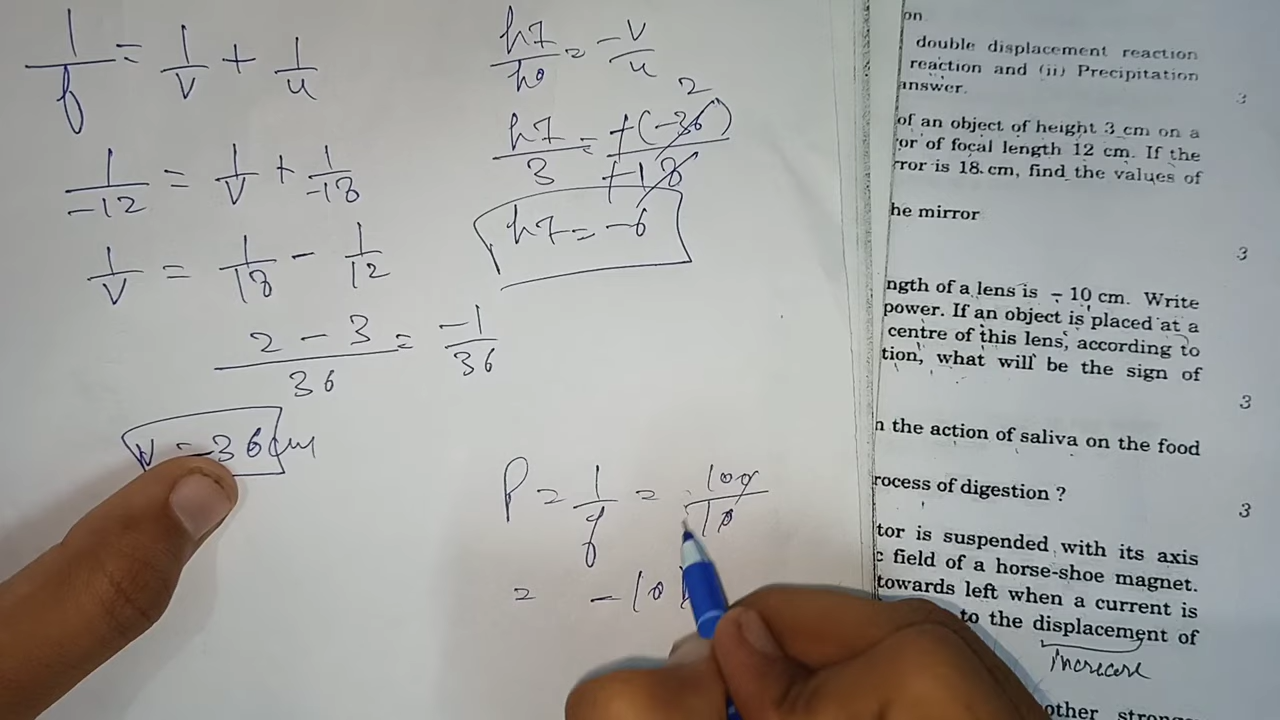 1/f = 1/v + 1/u
1/-12 = 1/v + 1/-18
1/v = 1/18 - 1/12
2 - 3/36 = -1/36
v = -36 cm
hI/ho = -v/u
hI/3 = +(-36)/+18 2
hI = -6
P = 1/f = 100/10
= -10
on
double displacement reaction
reaction and (ii) Precipitation
answer.
3
of an object of height 3 cm on a
or of focal length 12 cm. If the
rror is 18 cm, find the values of
he mirror
3
ngth of a lens is - 10 cm. Write
power. If an object is placed at a
centre of this lens, according to
tion, what will be the sign of
3
n the action of saliva on the food
rocess of digestion ?
3
tor is suspended with its axis
c field of a horse-shoe magnet.
towards left when a current is
to the displacement of
increase
other strong